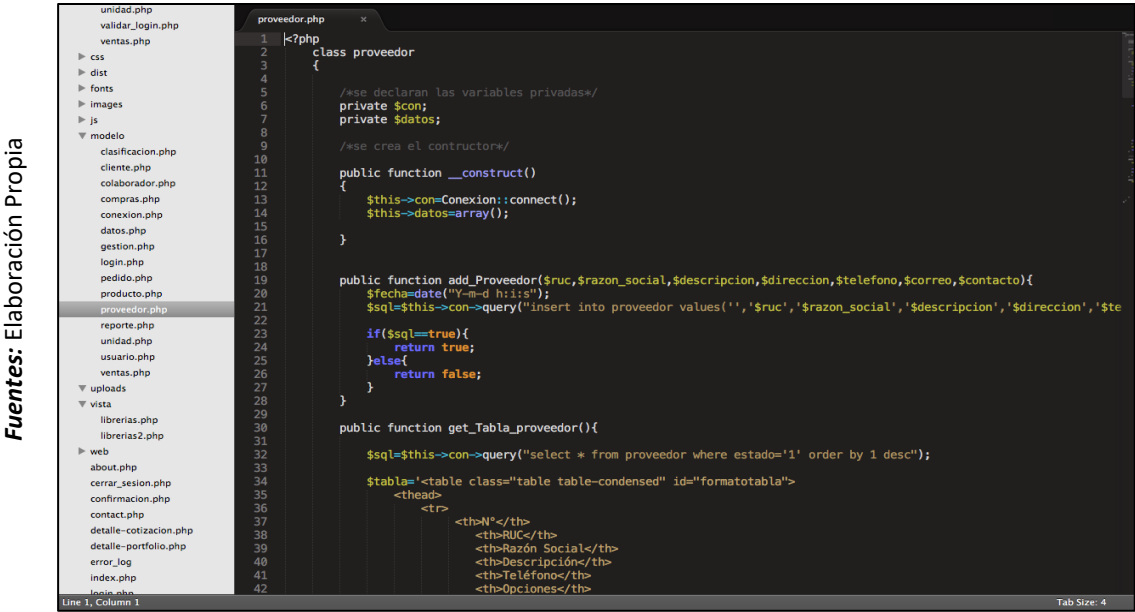 Fuentes: Elaboración Propia
unidad.php
validar_login.php
ventas.php
css
dist
fonts
images
js
modelo
clasificacion.php
cliente.php
colaborador.php
compras.php
conexion.php
datos.php
gestion.php
login.php
pedido.php
producto.php
proveedor.php
reporte.php
unidad.php
usuario.php
ventas.php
uploads
vista
librerias.php
librerias2.php
web
about.php
cerrar_sesion.php
confirmacion.php
contact.php
detalle-cotizacion.php
detalle-portfolio.php
error_log
index.php
login.php
proveedor.php ×
1 <?php
2 class proveedor
3 {
4
5 /*se declaran las variables privadas*/
6 private $con;
7 private $datos;
8
9 /*se crea el contructor*/
10
11 public function __construct()
12 {
13 $this->con=Conexion::connect();
14 $this->datos=array();
15
16 }
17
18
19 public function add_Proveedor($ruc,$razon_social,$descripcion,$direccion,$telefono,$correo,$contacto){
20 $fecha=date("Y-m-d h:i:s");
21 $sql=$this->con->query("insert into proveedor values('','$ruc','$razon_social','$descripcion','$direccion','$te
22
23 if($sql==true){
24 return true;
25 }else{
26 return false;
27 }
28 }
29
30 public function get_Tabla_proveedor(){
31
32 $sql=$this->con->query("select * from proveedor where estado='1' order by 1 desc");
33
34 $tabla='<table class="table table-condensed" id="formatotabla">
35 <thead>
36 <tr>
37 <th>N°</th>
38 <th>RUC</th>
39 <th>Razón Social</th>
40 <th>Descripción</th>
41 <th>Teléfono</th>
42 <th>Opciones</th>
Line 1, Column 1
Tab Size: 4